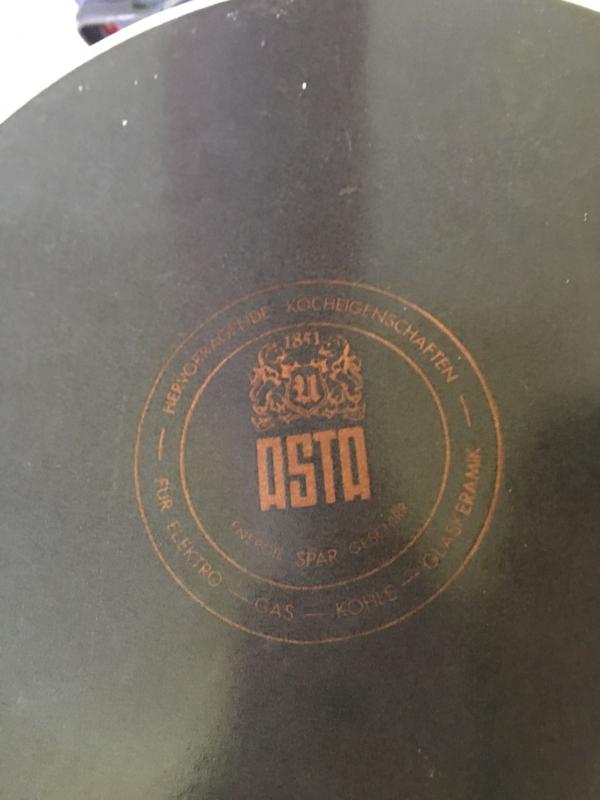 HERVORRAGENDE KOCHEIGENSCHAFTEN
1851
U
ASTA
ENERGIE SPAR GESCHIRR
FÜR ELEKTRO — GAS — KOHLE — GLASKERAMIK